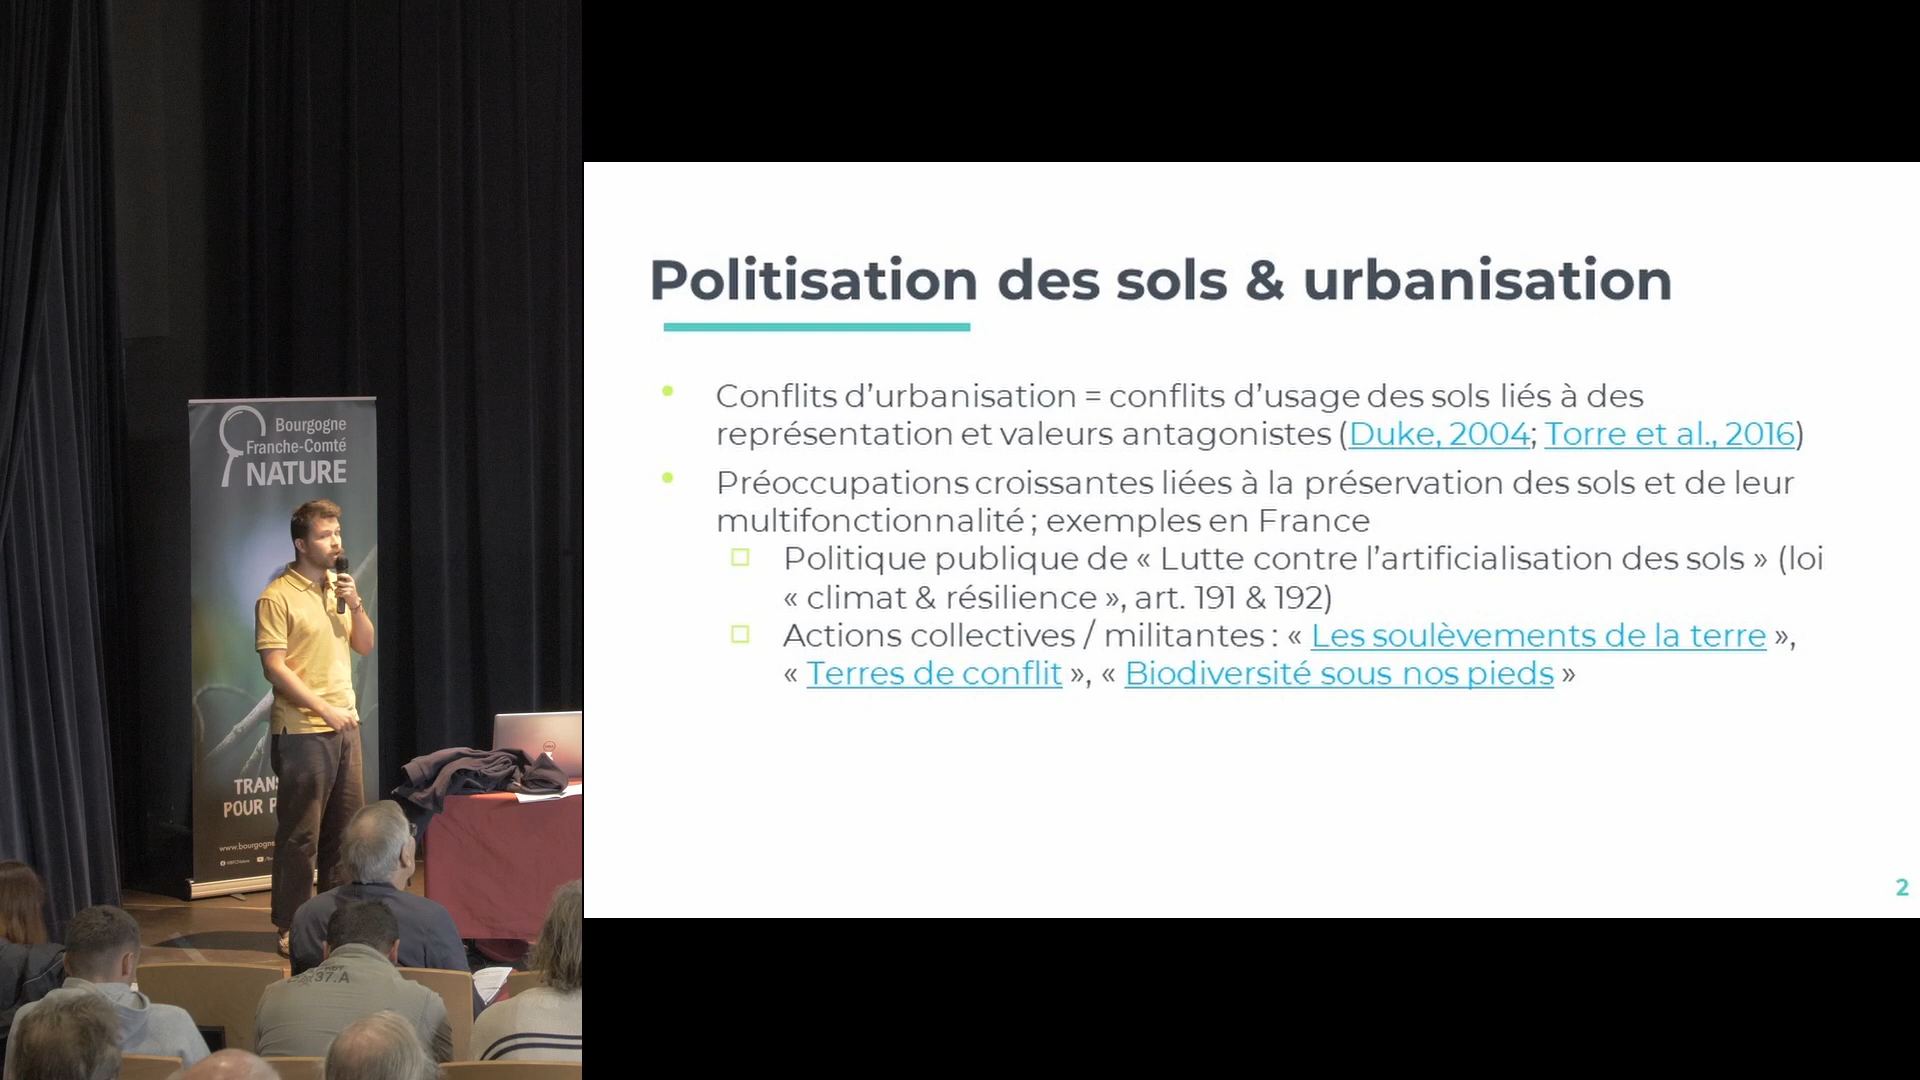 Bourgogne
Franche-Comté
NATURE
POUR
37.A
Politisation des sols & urbanisation
Conflits d’urbanisation = conflits d’usage des sols liés à des
représentation et valeurs antagonistes (Duke, 2004; Torre et al., 2016)
Préoccupations croissantes liées à la préservation des sols et de leur
multifonctionnalité ; exemples en France
Politique publique de « Lutte contre l’artificialisation des sols » (loi
« climat & résilience », art. 191 & 192)
Actions collectives / militantes : « Les soulèvements de la terre »,
« Terres de conflit », « Biodiversité sous nos pieds »
2